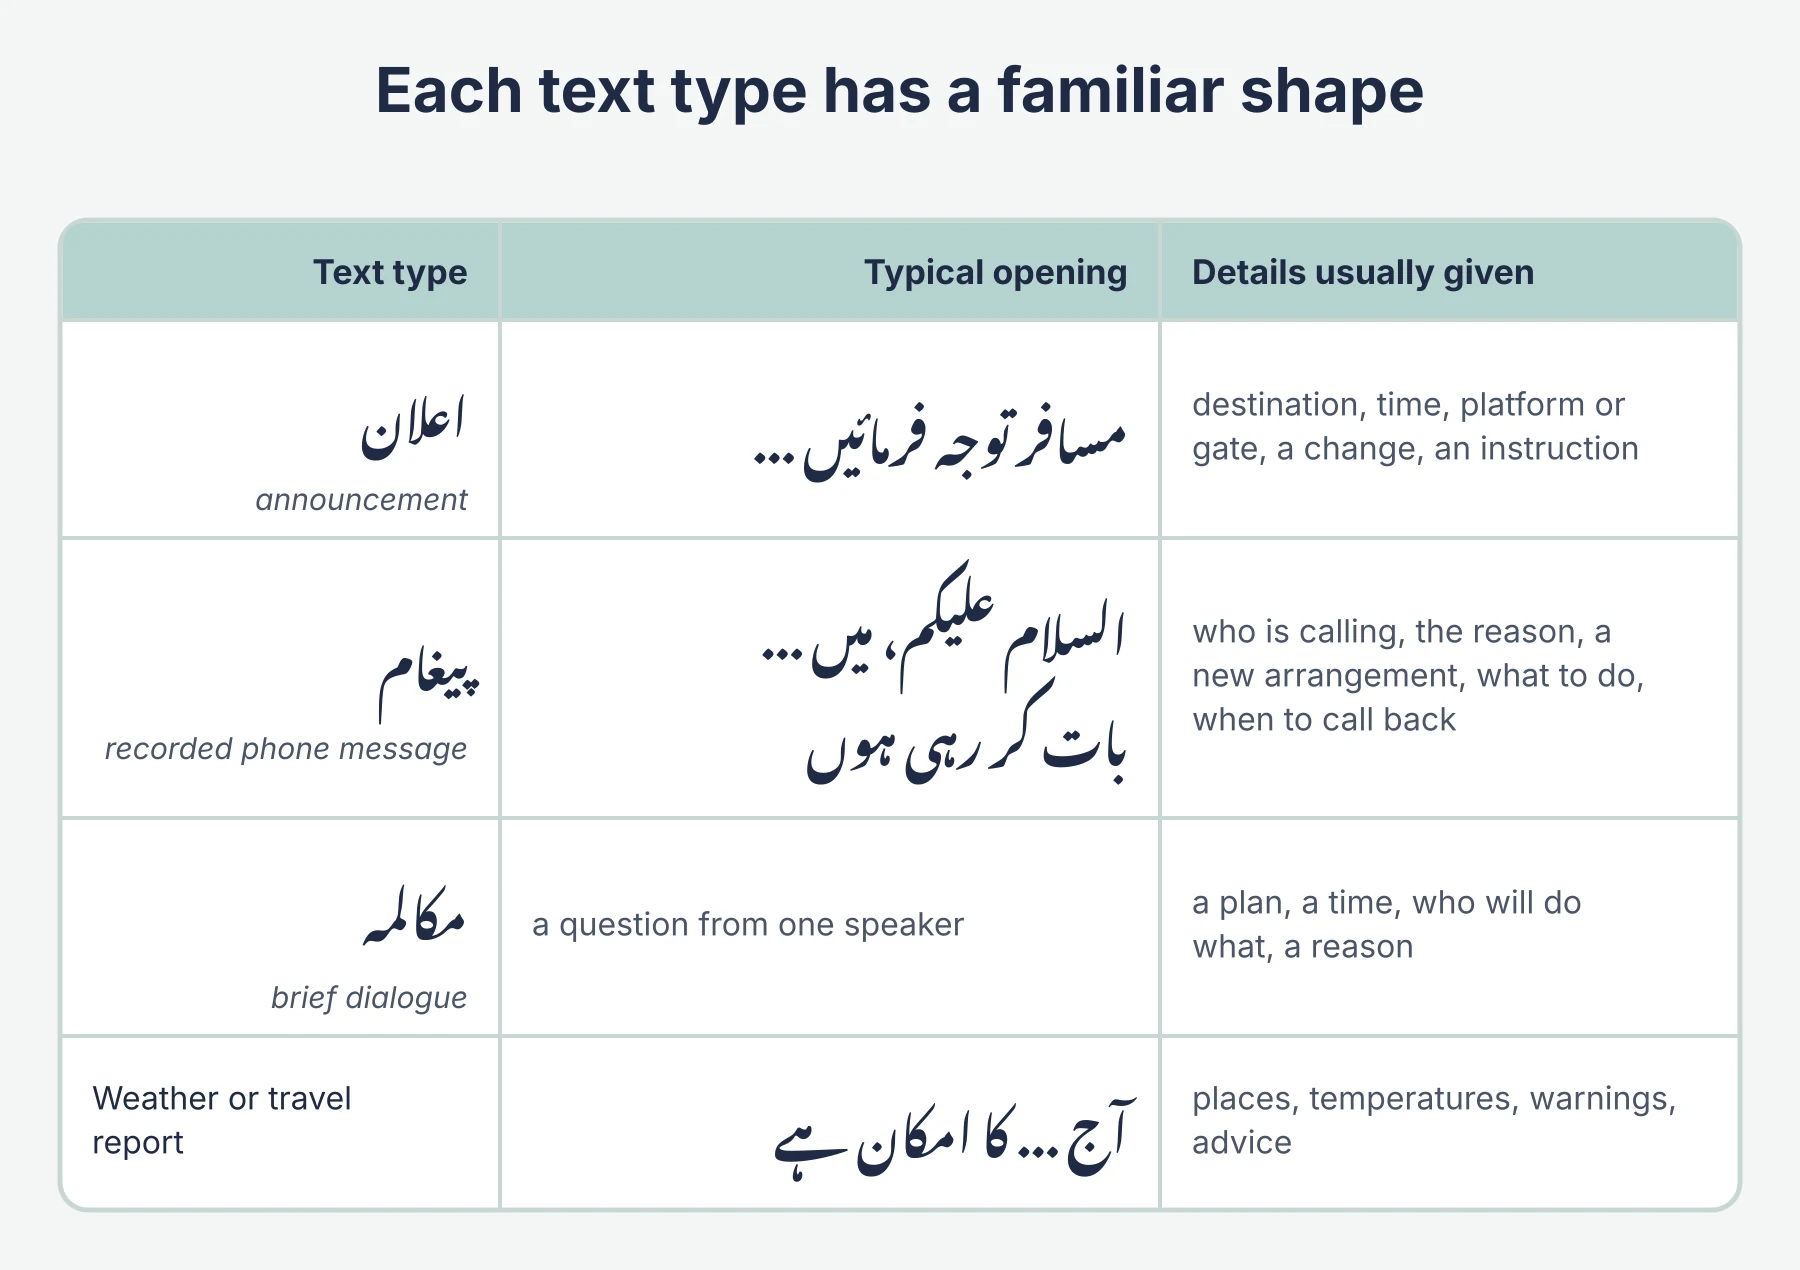 Each text type has a familiar shape
Text type
Typical opening
Details usually given
اعلان
announcement
مسافر توجہ فرمائیں ...
destination, time, platform or
gate, a change, an instruction
پیغام
recorded phone message
السلام علیکم، میں ...
بات کر رہی ہوں
who is calling, the reason, a
new arrangement, what to do,
when to call back
مکالمہ
brief dialogue
a question from one speaker
a plan, a time, who will do
what, a reason
Weather or travel
report
آج ... کا امکان ہے
places, temperatures, warnings,
advice